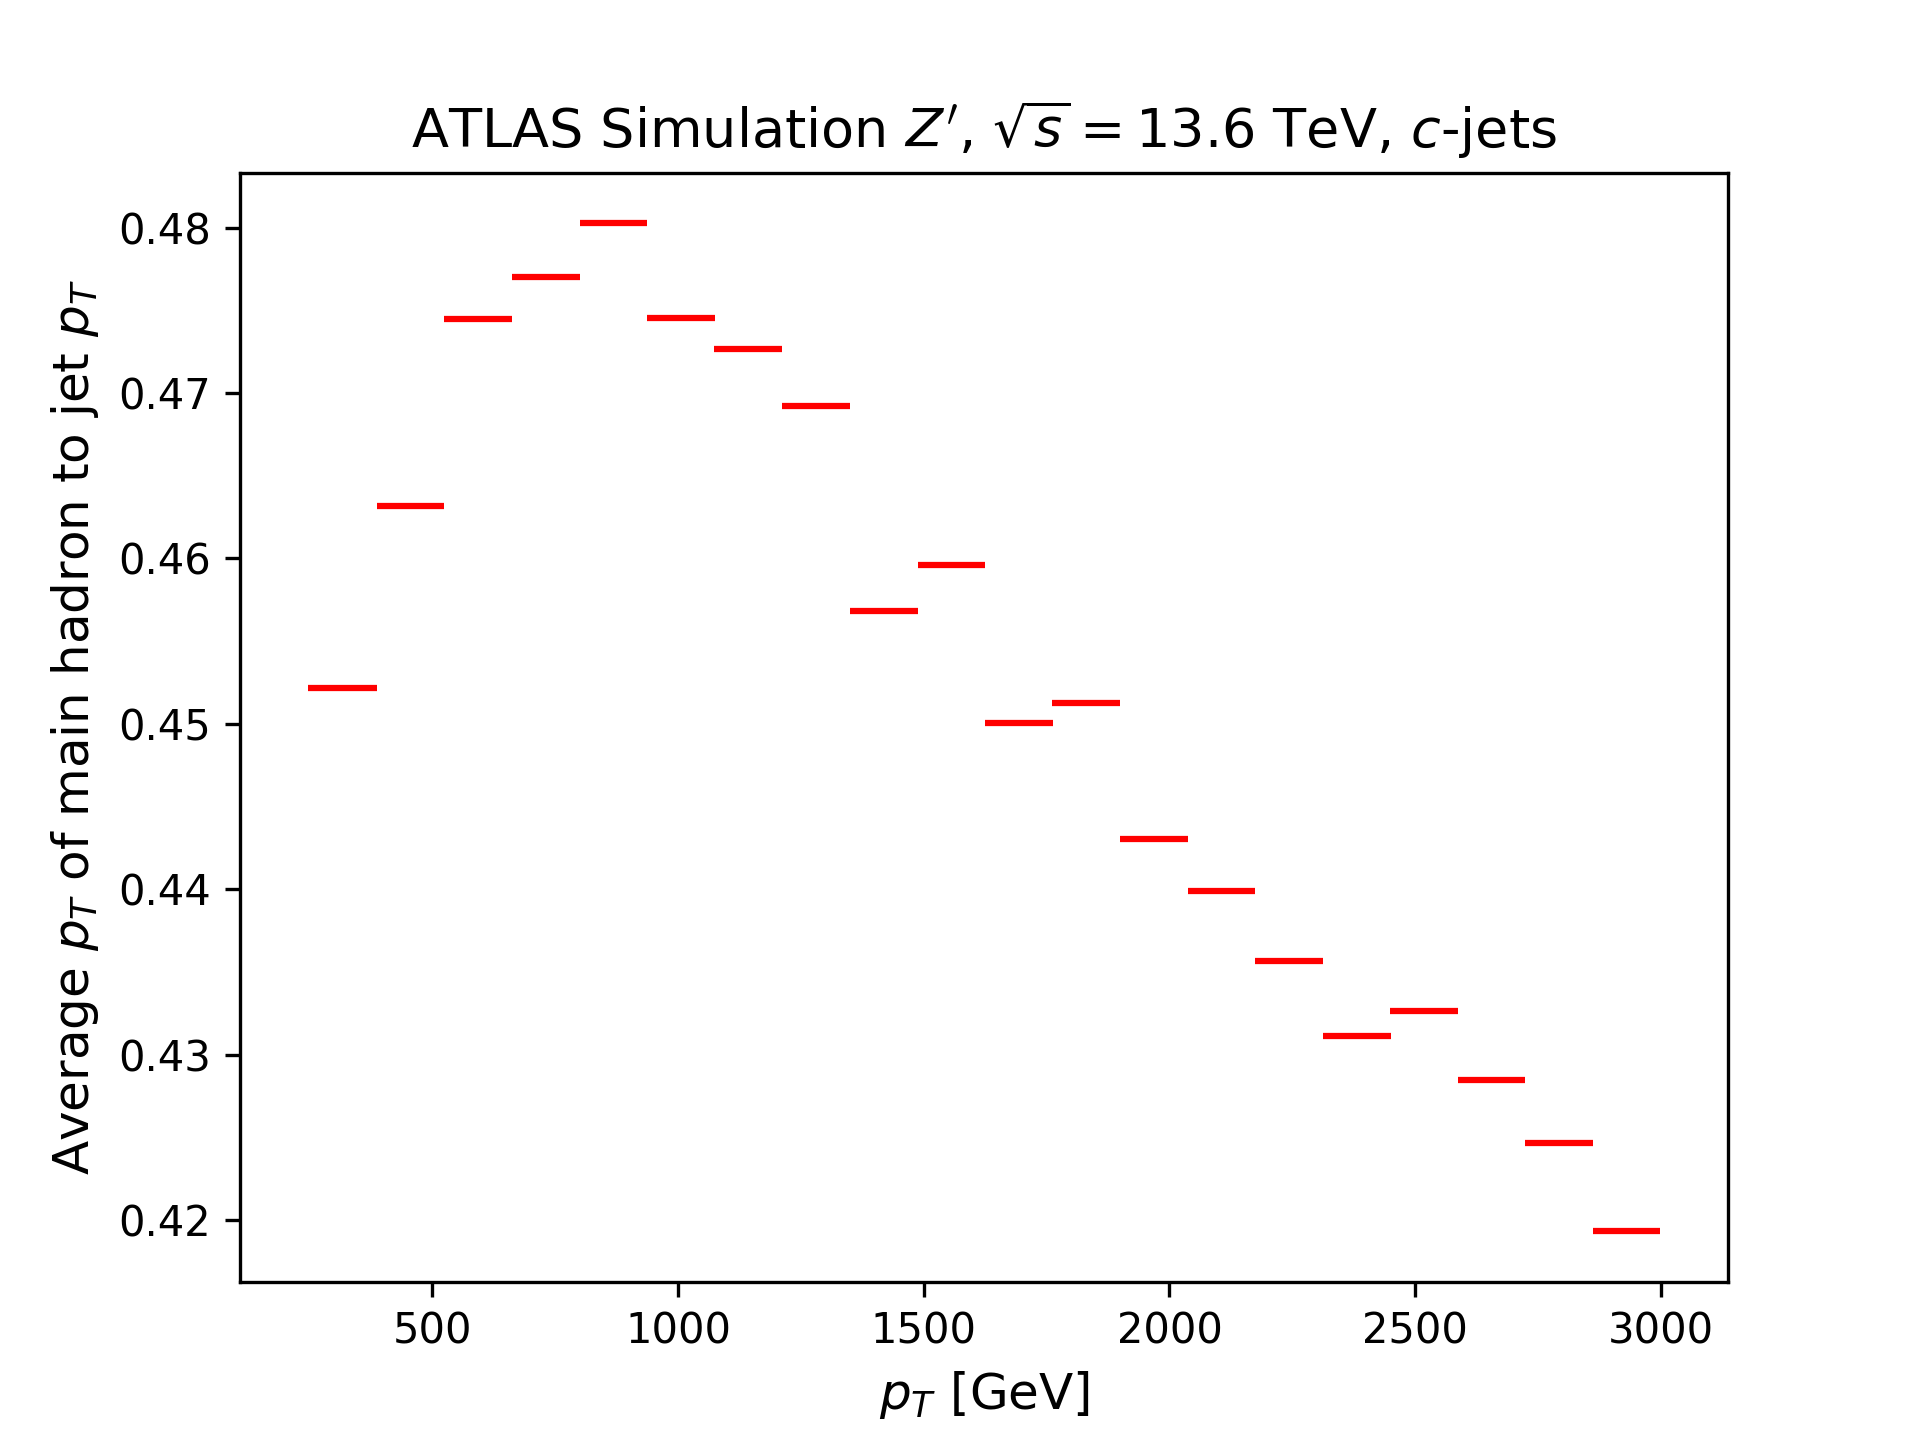 ATLAS Simulation Z′, √s = 13.6 TeV, c-jets
Average p_T of main hadron to jet p_T
0.48
0.47
0.46
0.45
0.44
0.43
0.42
500 1000 1500 2000 2500 3000
p_T [GeV]